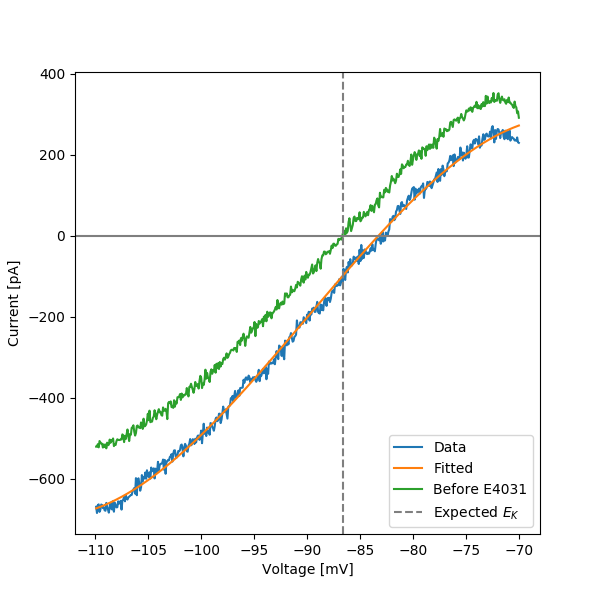 400
200
0
−200
−400
−600
Current [pA]
−110 −105 −100 −95 −90 −85 −80 −75 −70
Voltage [mV]
Data
Fitted
Before E4031
Expected E_K